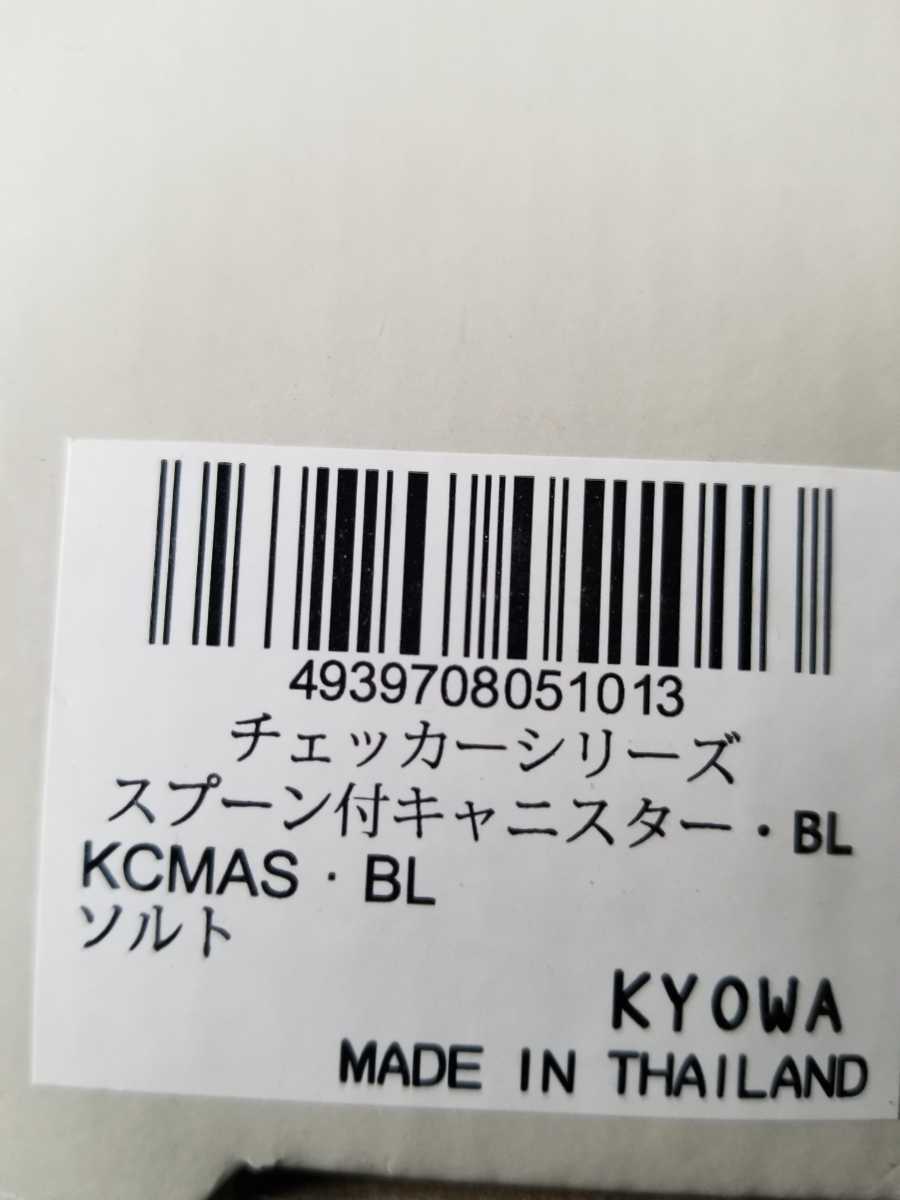 4939708051013
チェッカーシリーズ
スプーン付キャニスター・BL
KCMAS・BL
ソルト
KYOWA
MADE IN THAILAND